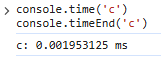 > console.time('c')
console.timeEnd('c')
c: 0.001953125 ms